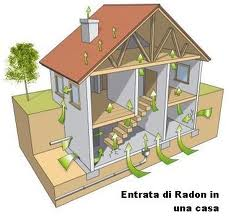 Entrata di Radon in
una casa